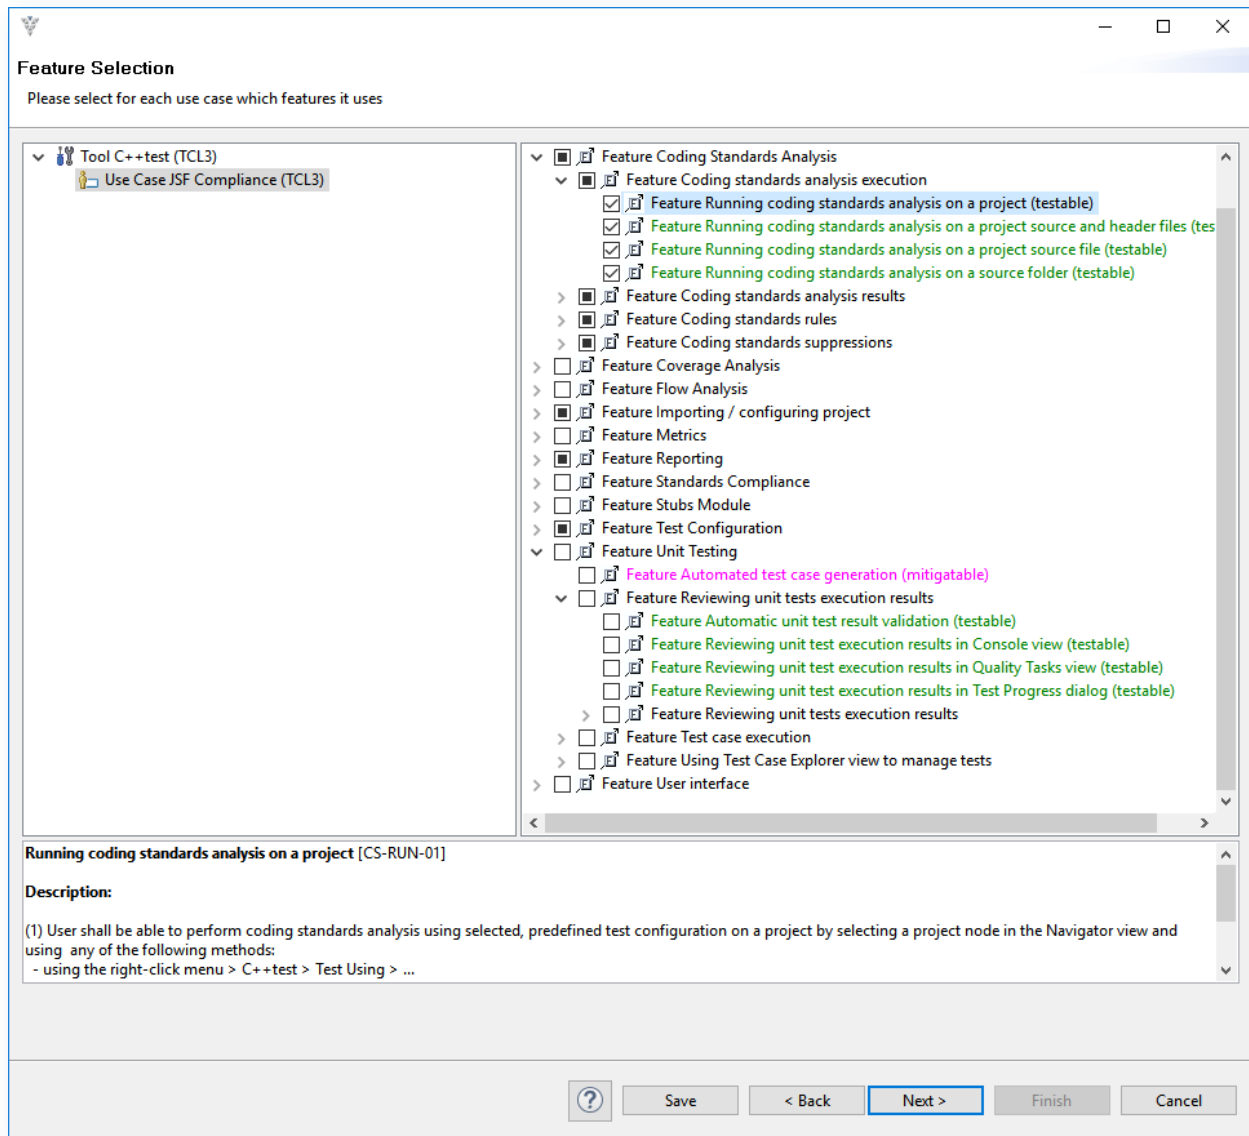 Feature Selection
Please select for each use case which features it uses
Tool C++test (TCL3)
Use Case JSF Compliance (TCL3)
Feature Coding Standards Analysis
Feature Coding standards analysis execution
Feature Running coding standards analysis on a project (testable)
Feature Running coding standards analysis on a project source and header files (tes
Feature Running coding standards analysis on a project source file (testable)
Feature Running coding standards analysis on a source folder (testable)
Feature Coding standards analysis results
Feature Coding standards rules
Feature Coding standards suppressions
Feature Coverage Analysis
Feature Flow Analysis
Feature Importing / configuring project
Feature Metrics
Feature Reporting
Feature Standards Compliance
Feature Stubs Module
Feature Test Configuration
Feature Unit Testing
Feature Automated test case generation (mitigatable)
Feature Reviewing unit tests execution results
Feature Automatic unit test result validation (testable)
Feature Reviewing unit test execution results in Console view (testable)
Feature Reviewing unit test execution results in Quality Tasks view (testable)
Feature Reviewing unit test execution results in Test Progress dialog (testable)
Feature Reviewing unit tests execution results
Feature Test case execution
Feature Using Test Case Explorer view to manage tests
Feature User interface
Running coding standards analysis on a project [CS-RUN-01]
Description:
(1) User shall be able to perform coding standards analysis using selected, predefined test configuration on a project by selecting a project node in the Navigator view and
using any of the following methods:
- using the right-click menu > C++test > Test Using > ...
? Save < Back Next > Finish Cancel